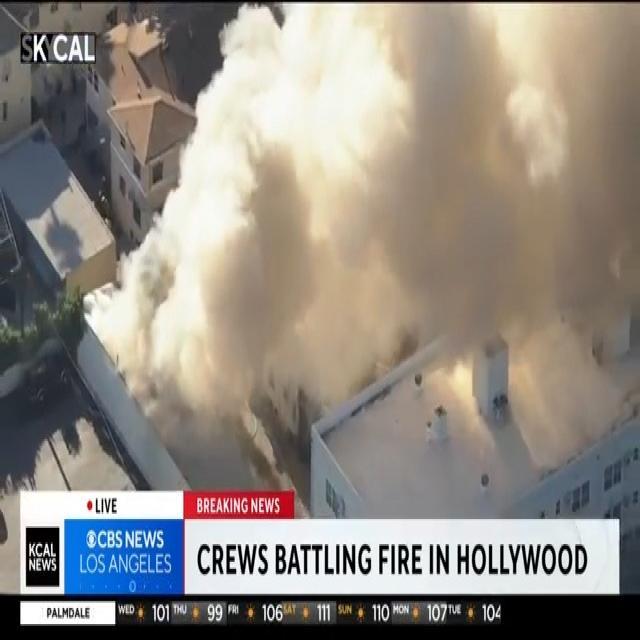 SKYCAL
LIVE
BREAKING NEWS
KCAL NEWS
CBS NEWS
LOS ANGELES
CREWS BATTLING FIRE IN HOLLYWOOD
PALMDALE WED 101 THU 99 FRI 106 SAT 111 SUN 110 MON 107 TUE 104